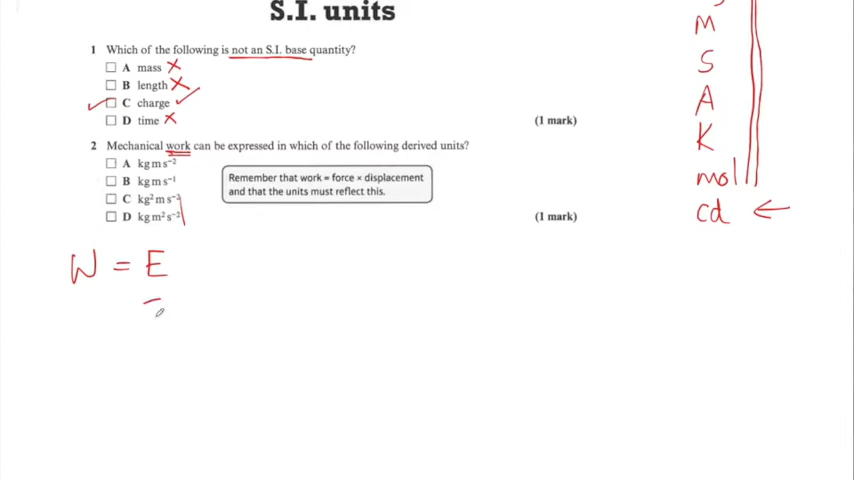 S.I. units
1 Which of the following is not an S.I. base quantity?
A mass
B length
C charge
D time
(1 mark)
2 Mechanical work can be expressed in which of the following derived units?
A kg m s⁻²
B kg m s⁻¹
C kg² m s⁻²
D kg m² s⁻²
(1 mark)
Remember that work = force × displacement
and that the units must reflect this.
W = E
M
S
A
K
mol
cd ←